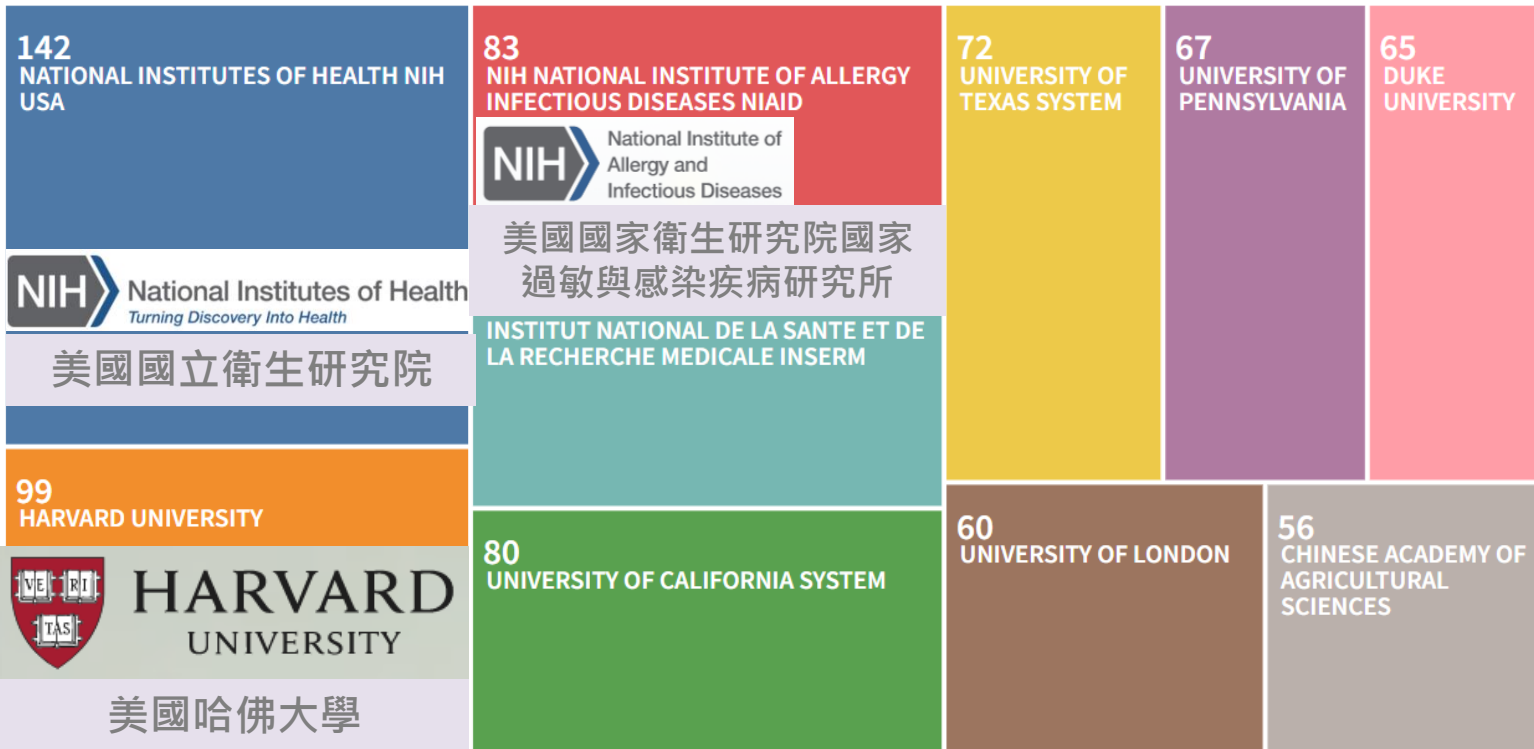 142
NATIONAL INSTITUTES OF HEALTH NIH
USA
NIH
National Institutes of Health
Turning Discovery Into Health
美國國立衛生研究院
99
HARVARD UNIVERSITY
VE RI
TAS
HARVARD
UNIVERSITY
美國哈佛大學
83
NIH NATIONAL INSTITUTE OF ALLERGY
INFECTIOUS DISEASES NIAID
NIH
National Institute of
Allergy and
Infectious Diseases
美國國家衛生研究院國家
過敏與感染疾病研究所
INSTITUT NATIONAL DE LA SANTE ET DE
LA RECHERCHE MEDICALE INSERM
80
UNIVERSITY OF CALIFORNIA SYSTEM
72
UNIVERSITY OF
TEXAS SYSTEM
67
UNIVERSITY OF
PENNSYLVANIA
65
DUKE
UNIVERSITY
60
UNIVERSITY OF LONDON
56
CHINESE ACADEMY OF
AGRICULTURAL
SCIENCES